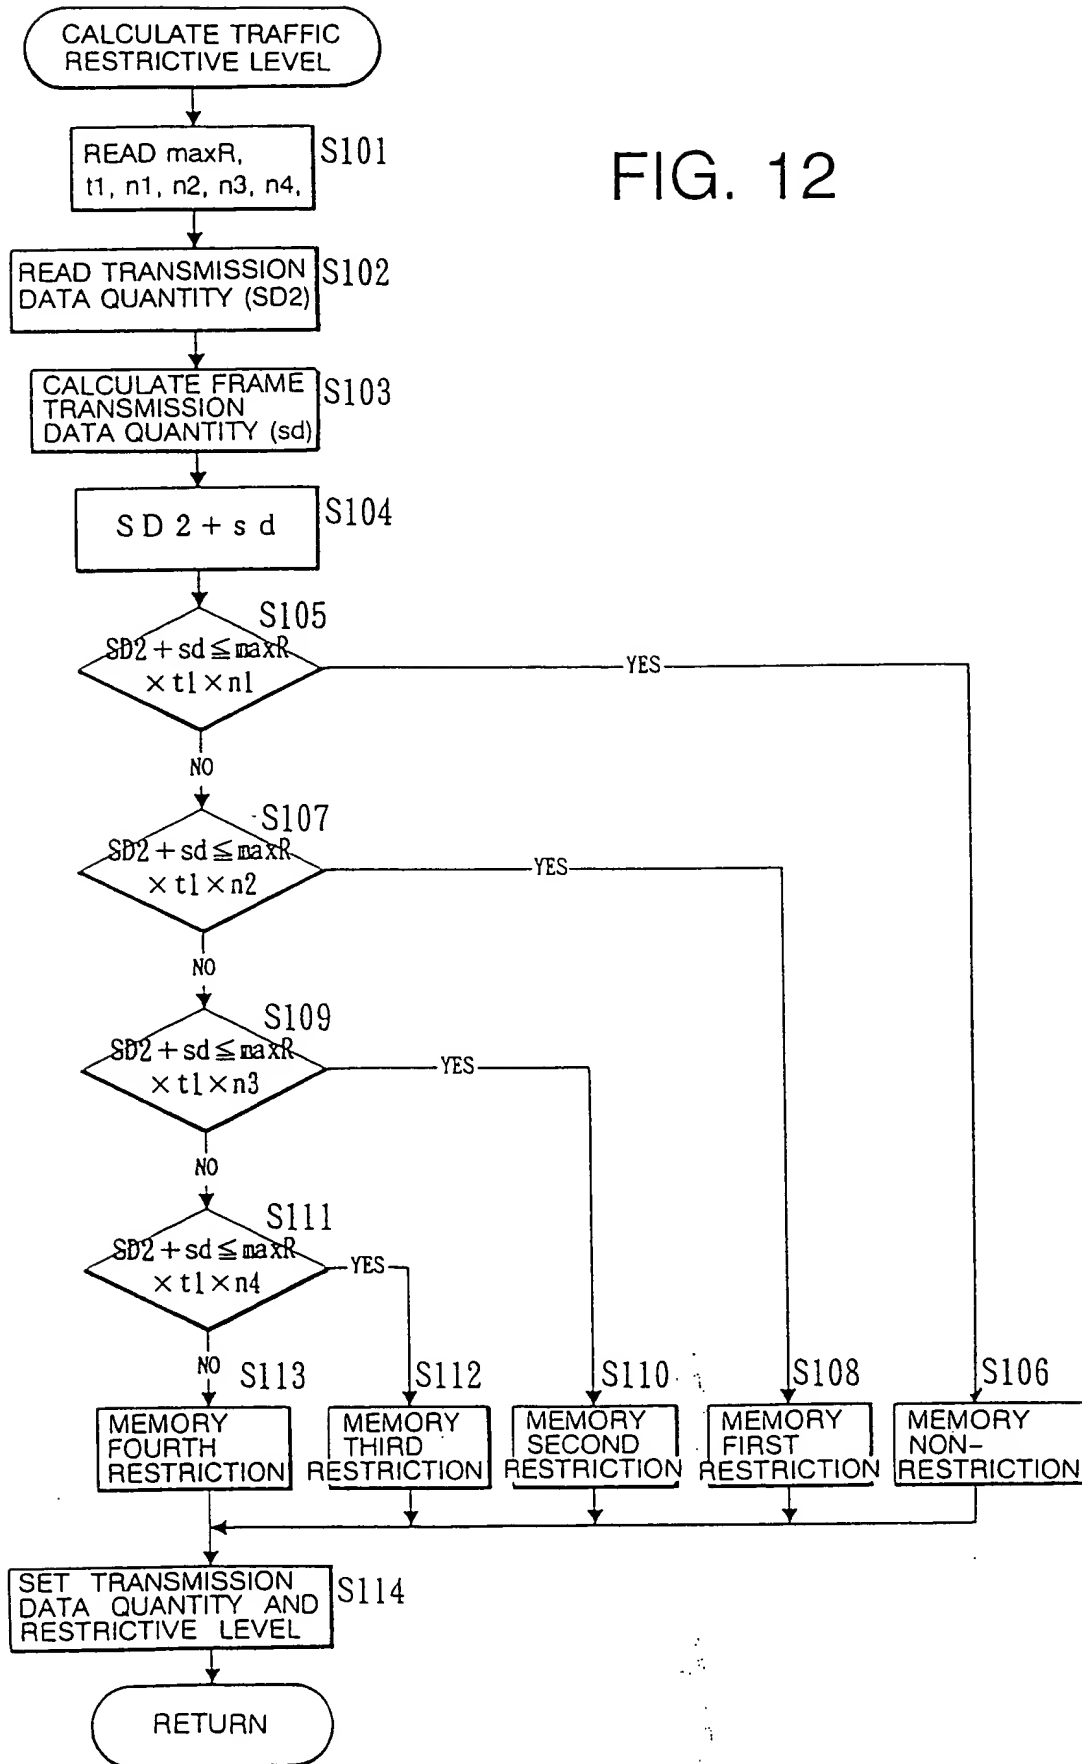 CALCULATE TRAFFIC
RESTRICTIVE LEVEL
READ maxR,
t1, n1, n2, n3, n4,
S101
FIG. 12
READ TRANSMISSION
DATA QUANTITY (SD2)
S102
CALCULATE FRAME
TRANSMISSION
DATA QUANTITY (sd)
S103
SD2+sd
S104
S105
SD2+sd≦maxR
×t1×n1
YES
NO
S107
SD2+sd≦maxR
×t1×n2
YES
NO
S109
SD2+sd≦maxR
×t1×n3
YES
NO
S111
SD2+sd≦maxR
×t1×n4
YES
NO
S113
MEMORY
FOURTH
RESTRICTION
S112
MEMORY
THIRD
RESTRICTION
S110
MEMORY
SECOND
RESTRICTION
S108
MEMORY
FIRST
RESTRICTION
S106
MEMORY
NON-
RESTRICTION
SET TRANSMISSION
DATA QUANTITY AND
RESTRICTIVE LEVEL
S114
RETURN